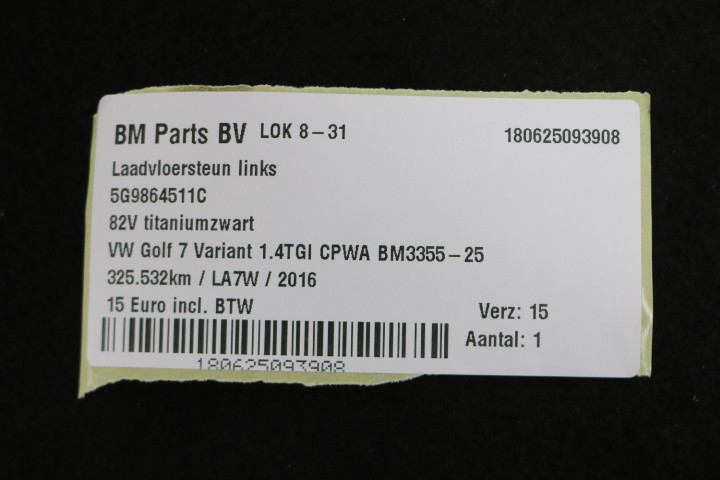 BM Parts BV LOK 8-31 180625093908
Laadvloersteun links
5G9864511C
82V titaniumzwart
VW Golf 7 Variant 1.4TGI CPWA BM3355-25
325.532km / LA7W / 2016
15 Euro incl. BTW Verz: 15
Aantal: 1
180625093908